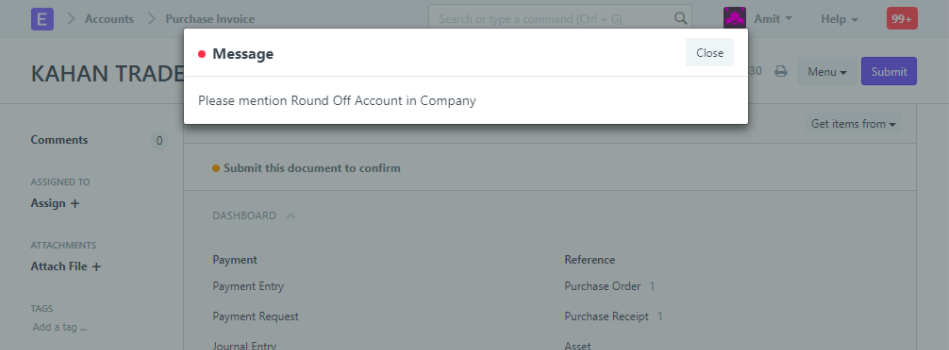 E Accounts Purchase Invoice Search or type a command (Ctrl + G) Amit Help 99+
Message Close
KAHAN TRADE 30 Menu Submit
Please mention Round Off Account in Company
Get items from
Comments 0
Submit this document to confirm
ASSIGNED TO
Assign +
DASHBOARD
ATTACHMENTS
Attach File +
Payment Reference
Payment Entry Purchase Order 1
TAGS
Payment Request Purchase Receipt 1
Add a tag ...
Journal Entry Asset